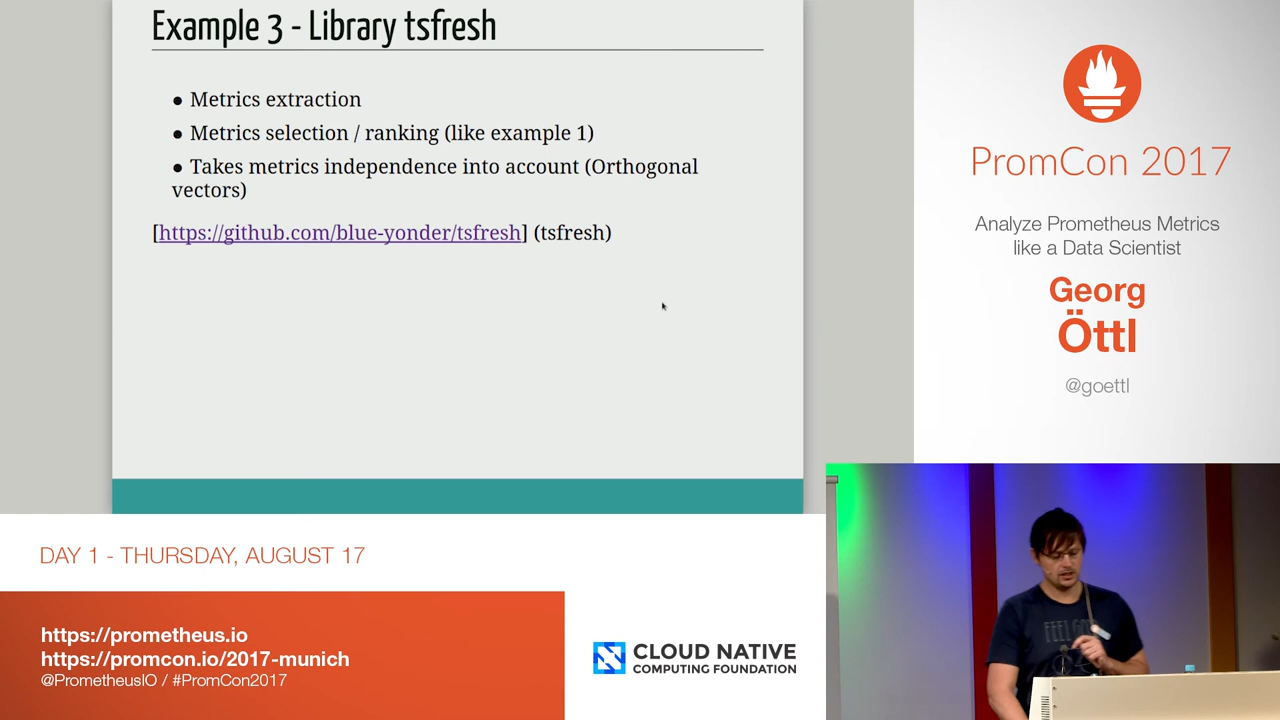 Example 3 - Library tsfresh
● Metrics extraction
● Metrics selection / ranking (like example 1)
● Takes metrics independence into account (Orthogonal
vectors)
[https://github.com/blue-yonder/tsfresh] (tsfresh)
PromCon 2017
Analyze Prometheus Metrics
like a Data Scientist
Georg
Öttl
@goettl
DAY 1 - THURSDAY, AUGUST 17
https://prometheus.io
https://promcon.io/2017-munich
@PrometheusIO / #PromCon2017
CLOUD NATIVE
COMPUTING FOUNDATION